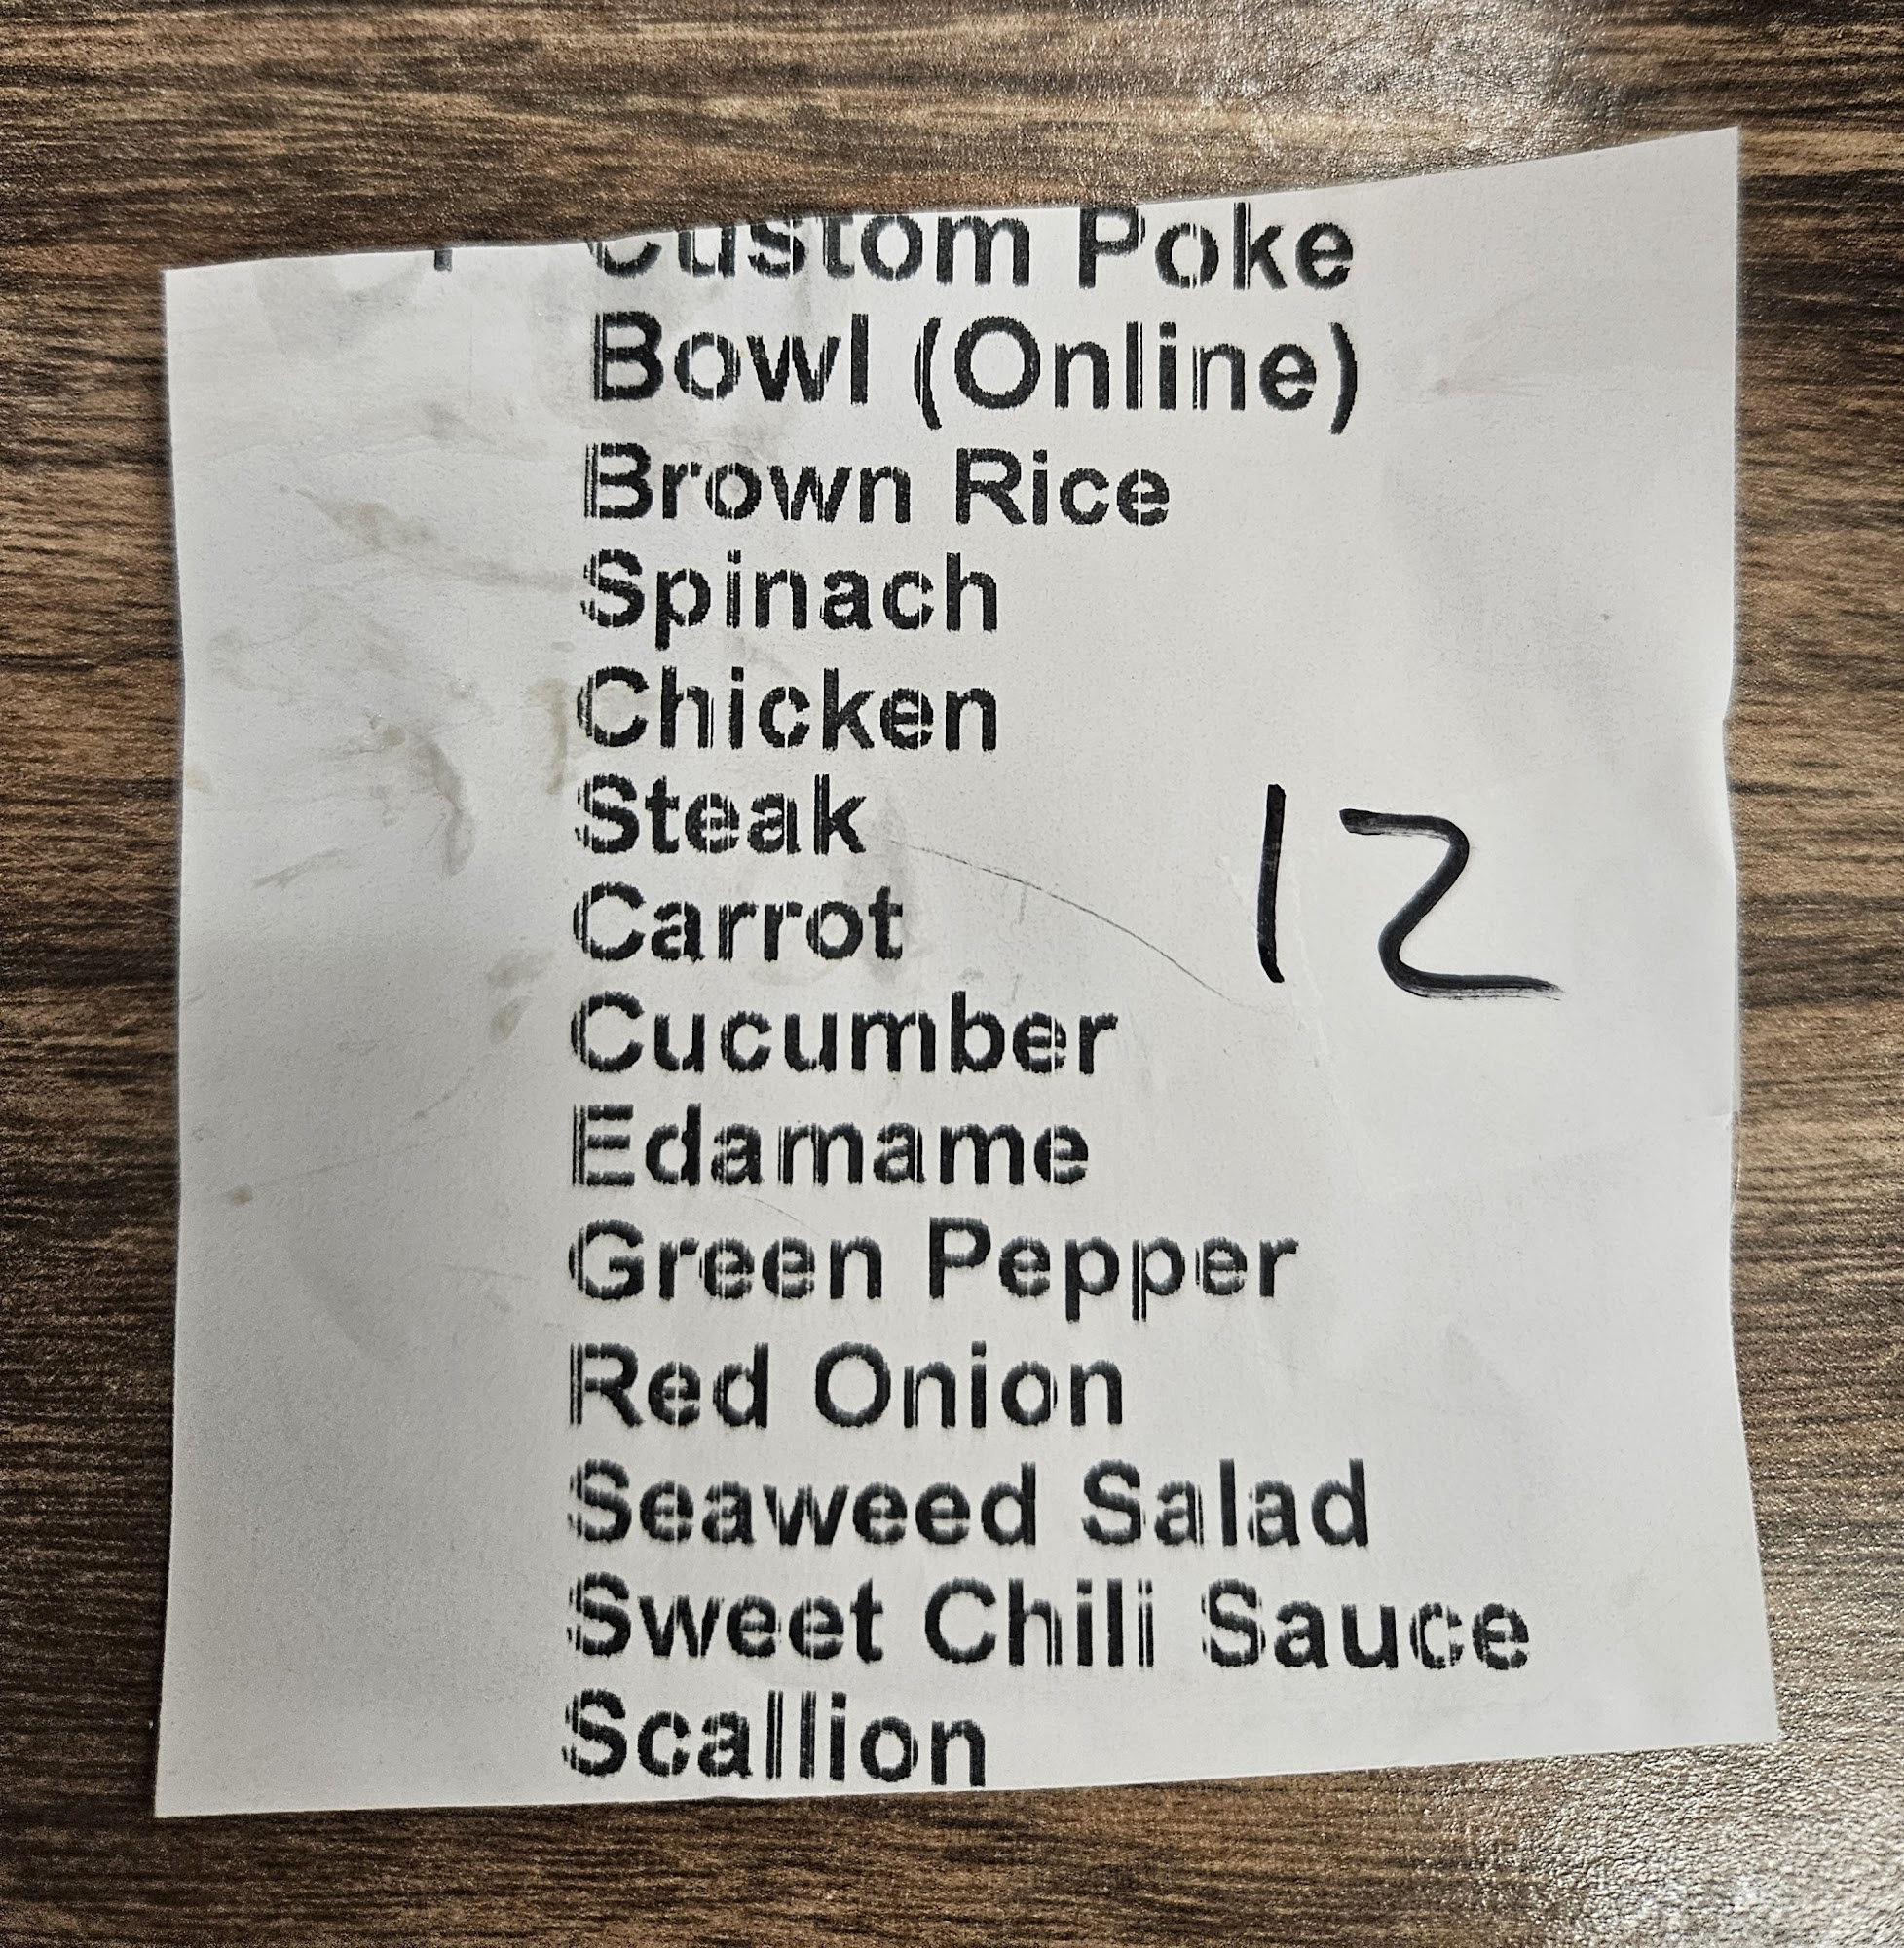 Custom Poke
Bowl (Online)
Brown Rice
Spinach
Chicken
Steak
Carrot
12
Cucumber
Edamame
Green Pepper
Red Onion
Seaweed Salad
Sweet Chili Sauce
Scallion